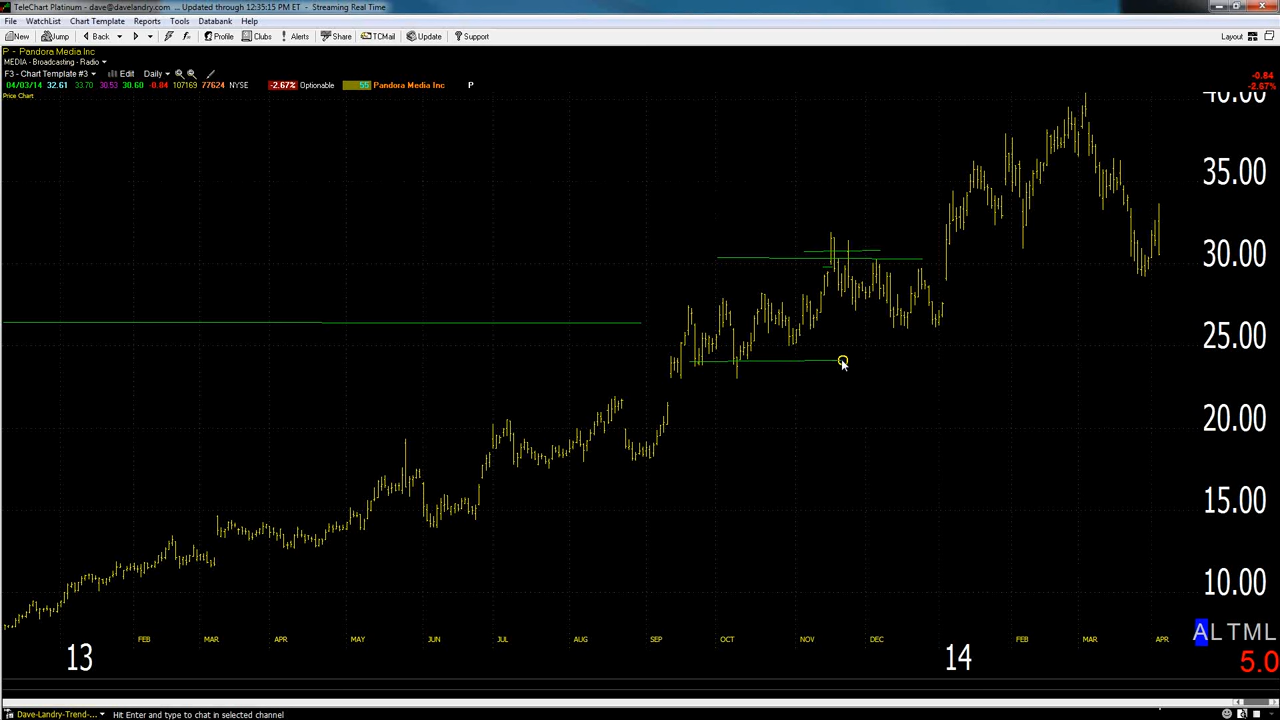 TeleChart Platinum - dave@davelandry.com ... Updated through 12:35:15 PM ET - Streaming Real Time
File WatchList Chart Template Reports Tools Databank Help
New Jump Back Profile Clubs Alerts Share TCMail Update Support Layout
P - Pandora Media Inc
MEDIA - Broadcasting - Radio
F3 - Chart Template #3 Edit Daily
04/03/14 32.61 33.70 30.53 30.60 -0.84 107169 77624 NYSE -2.67% Optionable 55 Pandora Media Inc P
-0.84
-2.67%
Price Chart
40.00
35.00
30.00
25.00
20.00
15.00
10.00
ALTML
FEB MAR APR MAY JUN JUL AUG SEP OCT NOV DEC FEB MAR APR
13 14
5.0
Dave-Landry-Trend-... Hit Enter and type to chat in selected channel